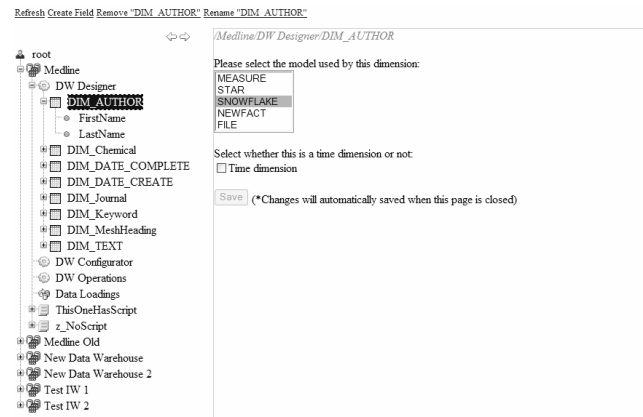 Refresh Create Field Remove "DIM_AUTHOR" Rename "DIM_AUTHOR"
root
Medline
DW Designer
DIM_AUTHOR
FirstName
LastName
DIM_Chemical
DIM_DATE_COMPLETE
DIM_DATE_CREATE
DIM_Journal
DIM_Keyword
DIM_MeshHeading
DIM_TEXT
DW Configurator
DW Operations
Data Loadings
ThisOneHasScript
z_NoScript
Medline Old
New Data Warehouse
New Data Warehouse 2
Test IW 1
Test IW 2
/Medline/DW Designer/DIM_AUTHOR
Please select the model used by this dimension:
MEASURE
STAR
SNOWFLAKE
NEWFACT
FILE
Select whether this is a time dimension or not:
Time dimension
Save (*Changes will automatically saved when this page is closed)